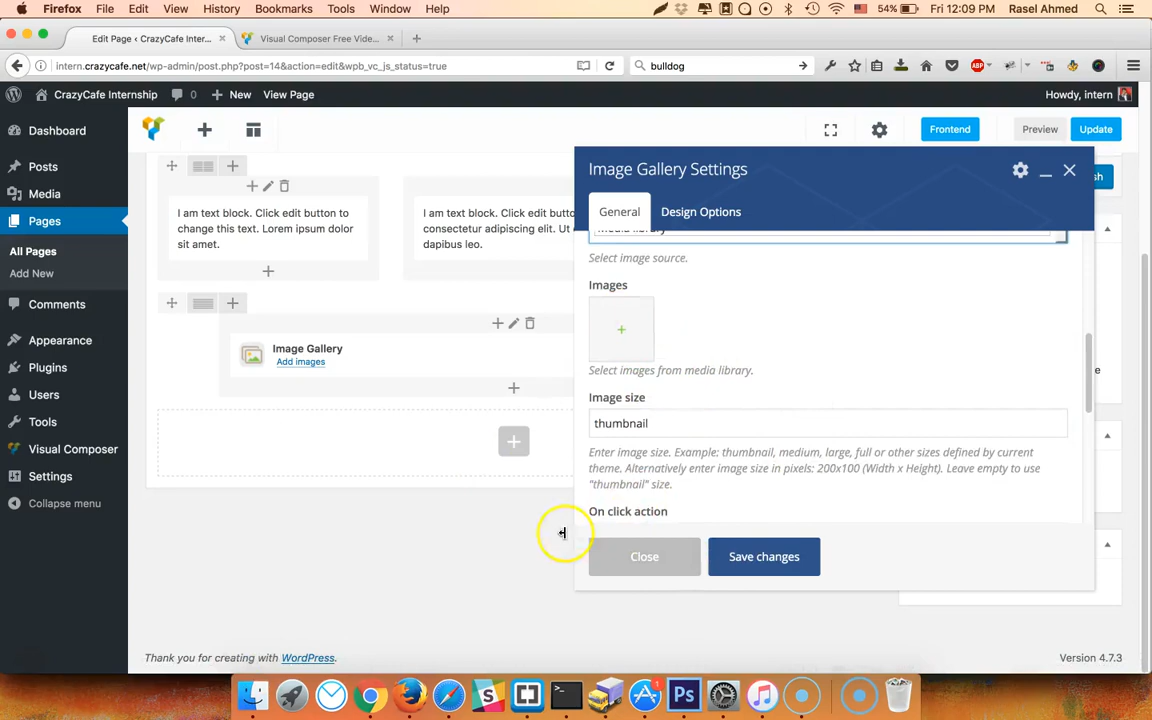 Firefox File Edit View History Bookmarks Tools Window Help 54% Fri 12:09 PM Rasel Ahmed
Edit Page < CrazyCafe Inter... × Visual Composer Free Vide... × +
intern.crazycafe.net/wp-admin/post.php?post=14&action=edit&wpb_vc_js_status=true bulldog ABP
CrazyCafe Internship 0 + New View Page Howdy, intern
Dashboard
Posts
Media
Pages
All Pages
Add New
Comments
Appearance
Plugins
Users
Tools
Visual Composer
Settings
Collapse menu
Frontend Preview Update
I am text block. Click edit button to
change this text. Lorem ipsum dolor
sit amet.
I am text block. Click edit
consectetur adipiscing elit. Ut
dapibus leo.
Image Gallery
Add images
Image Gallery Settings
General Design Options
Media library
Select image source.
Images
+
Select images from media library.
Image size
thumbnail
Enter image size. Example: thumbnail, medium, large, full or other sizes defined by current
theme. Alternatively enter image size in pixels: 200x100 (Width x Height). Leave empty to use
"thumbnail" size.
On click action
Close Save changes
Thank you for creating with WordPress. Version 4.7.3
Ps